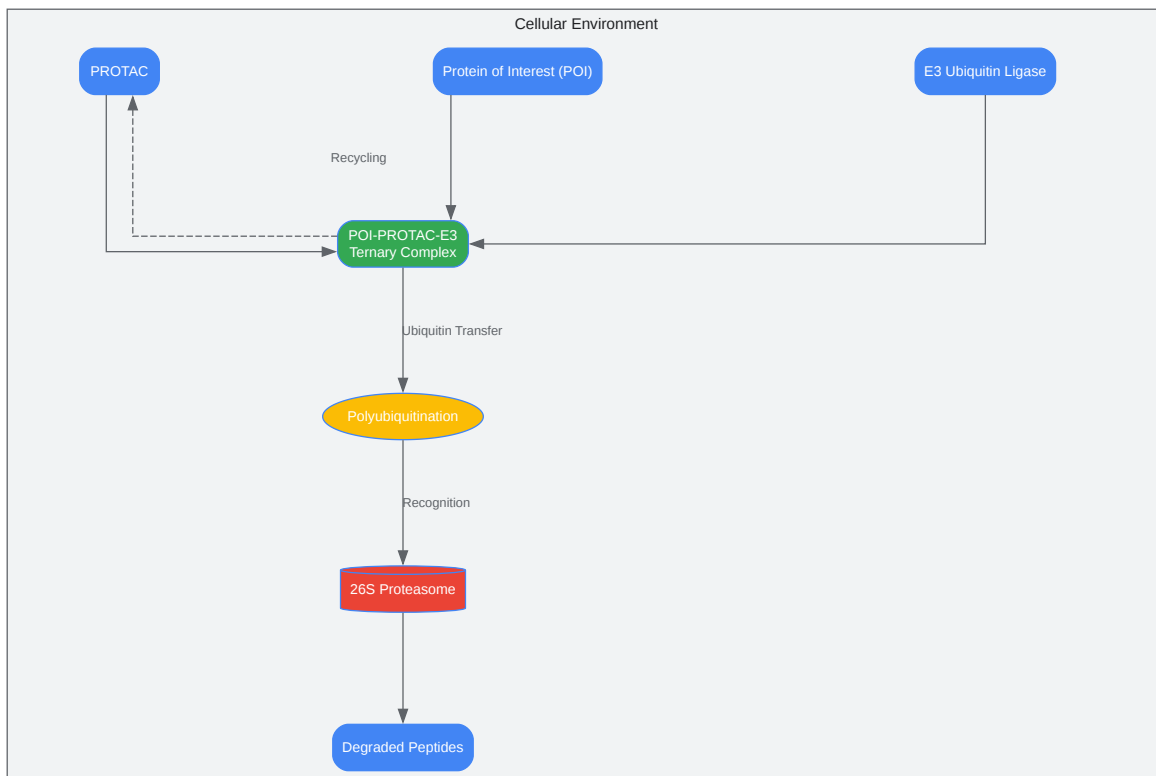 Cellular Environment
PROTAC
Protein of Interest (POI)
E3 Ubiquitin Ligase
Recycling
POI-PROTAC-E3
Ternary Complex
Ubiquitin Transfer
Polyubiquitination
Recognition
26S Proteasome
Degraded Peptides